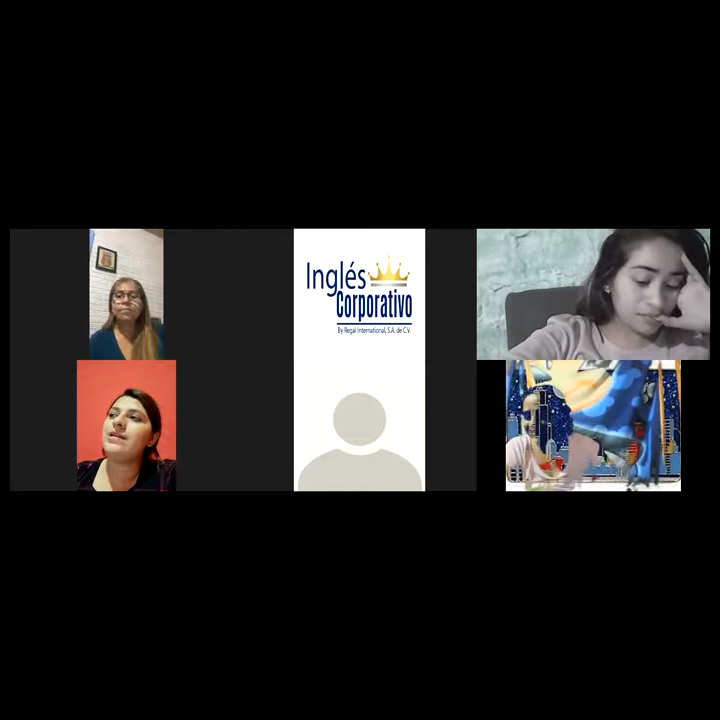 Inglés
Corporativo
By Regal International, S.A. de C.V.